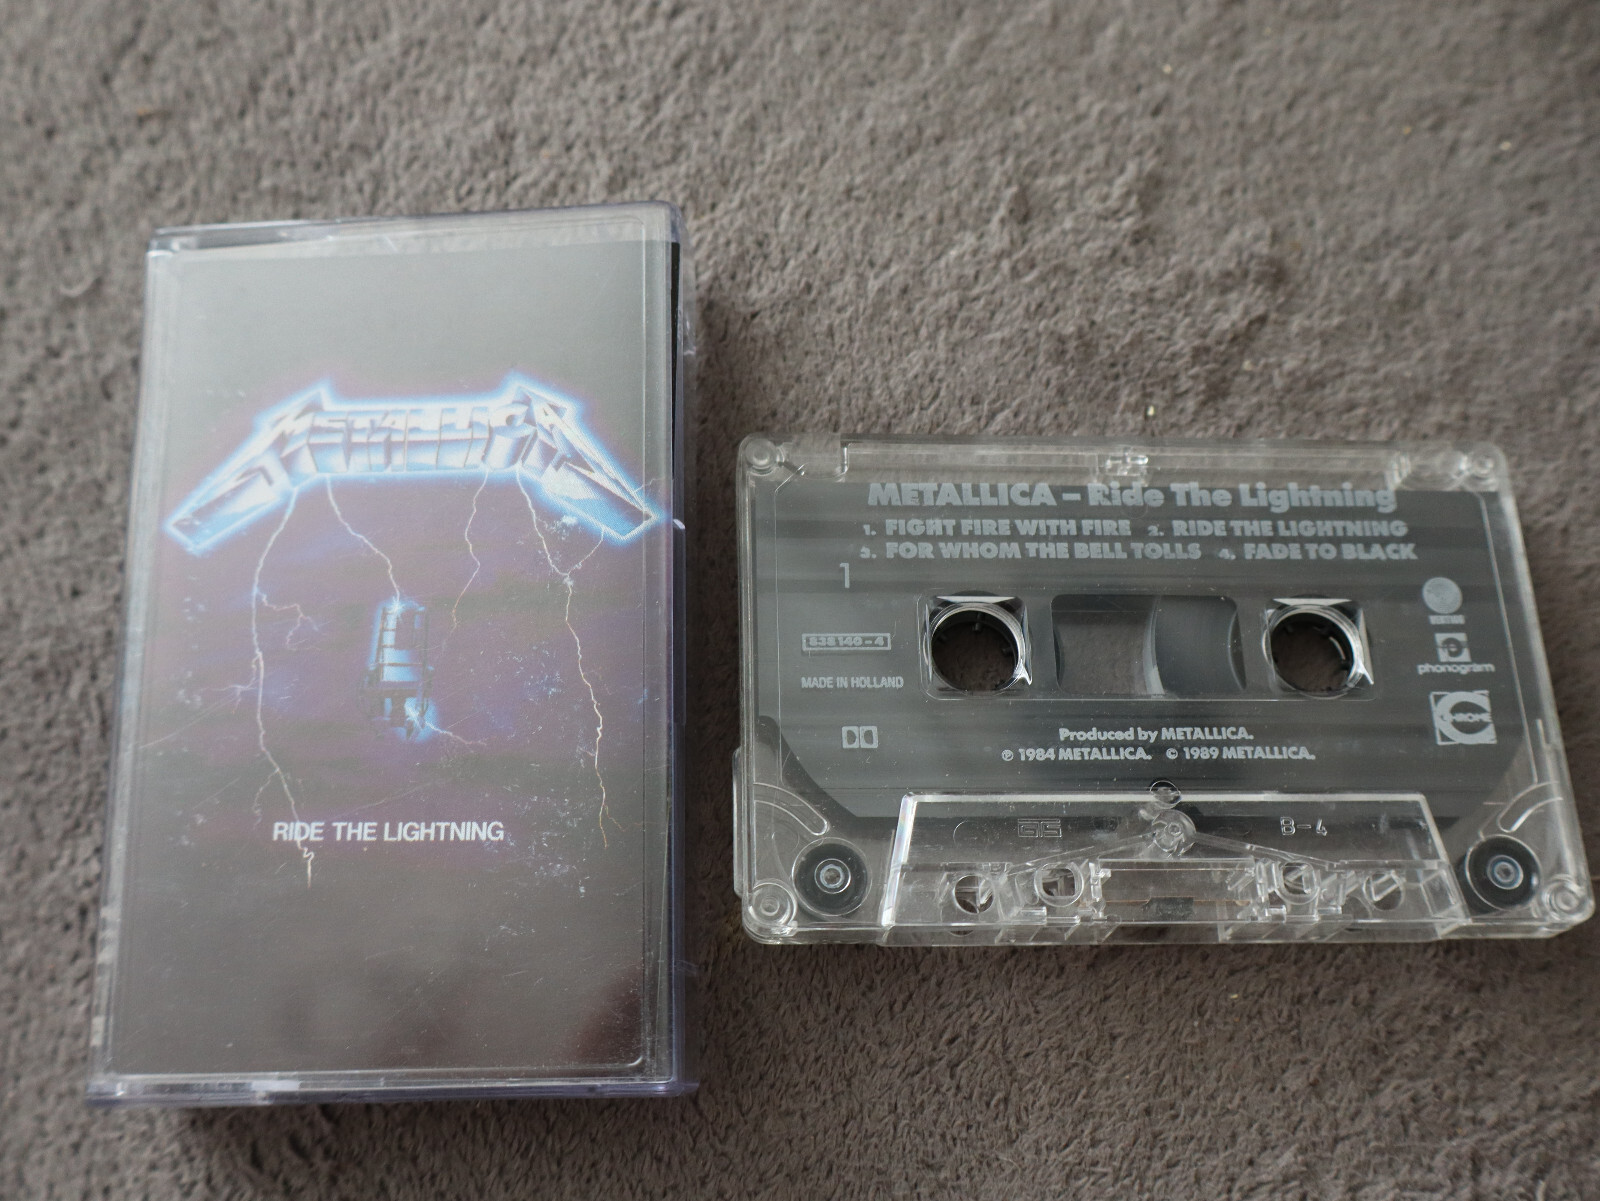 METALLICA
RIDE THE LIGHTNING
METALLICA – Ride The Lightning
1. FIGHT FIRE WITH FIRE 2. RIDE THE LIGHTNING
3. FOR WHOM THE BELL TOLLS 4. FADE TO BLACK
1
838 140-4
MADE IN HOLLAND
VERTIGO
phonogram
CHROME
Produced by METALLICA.
℗ 1984 METALLICA. © 1989 METALLICA.
B-4